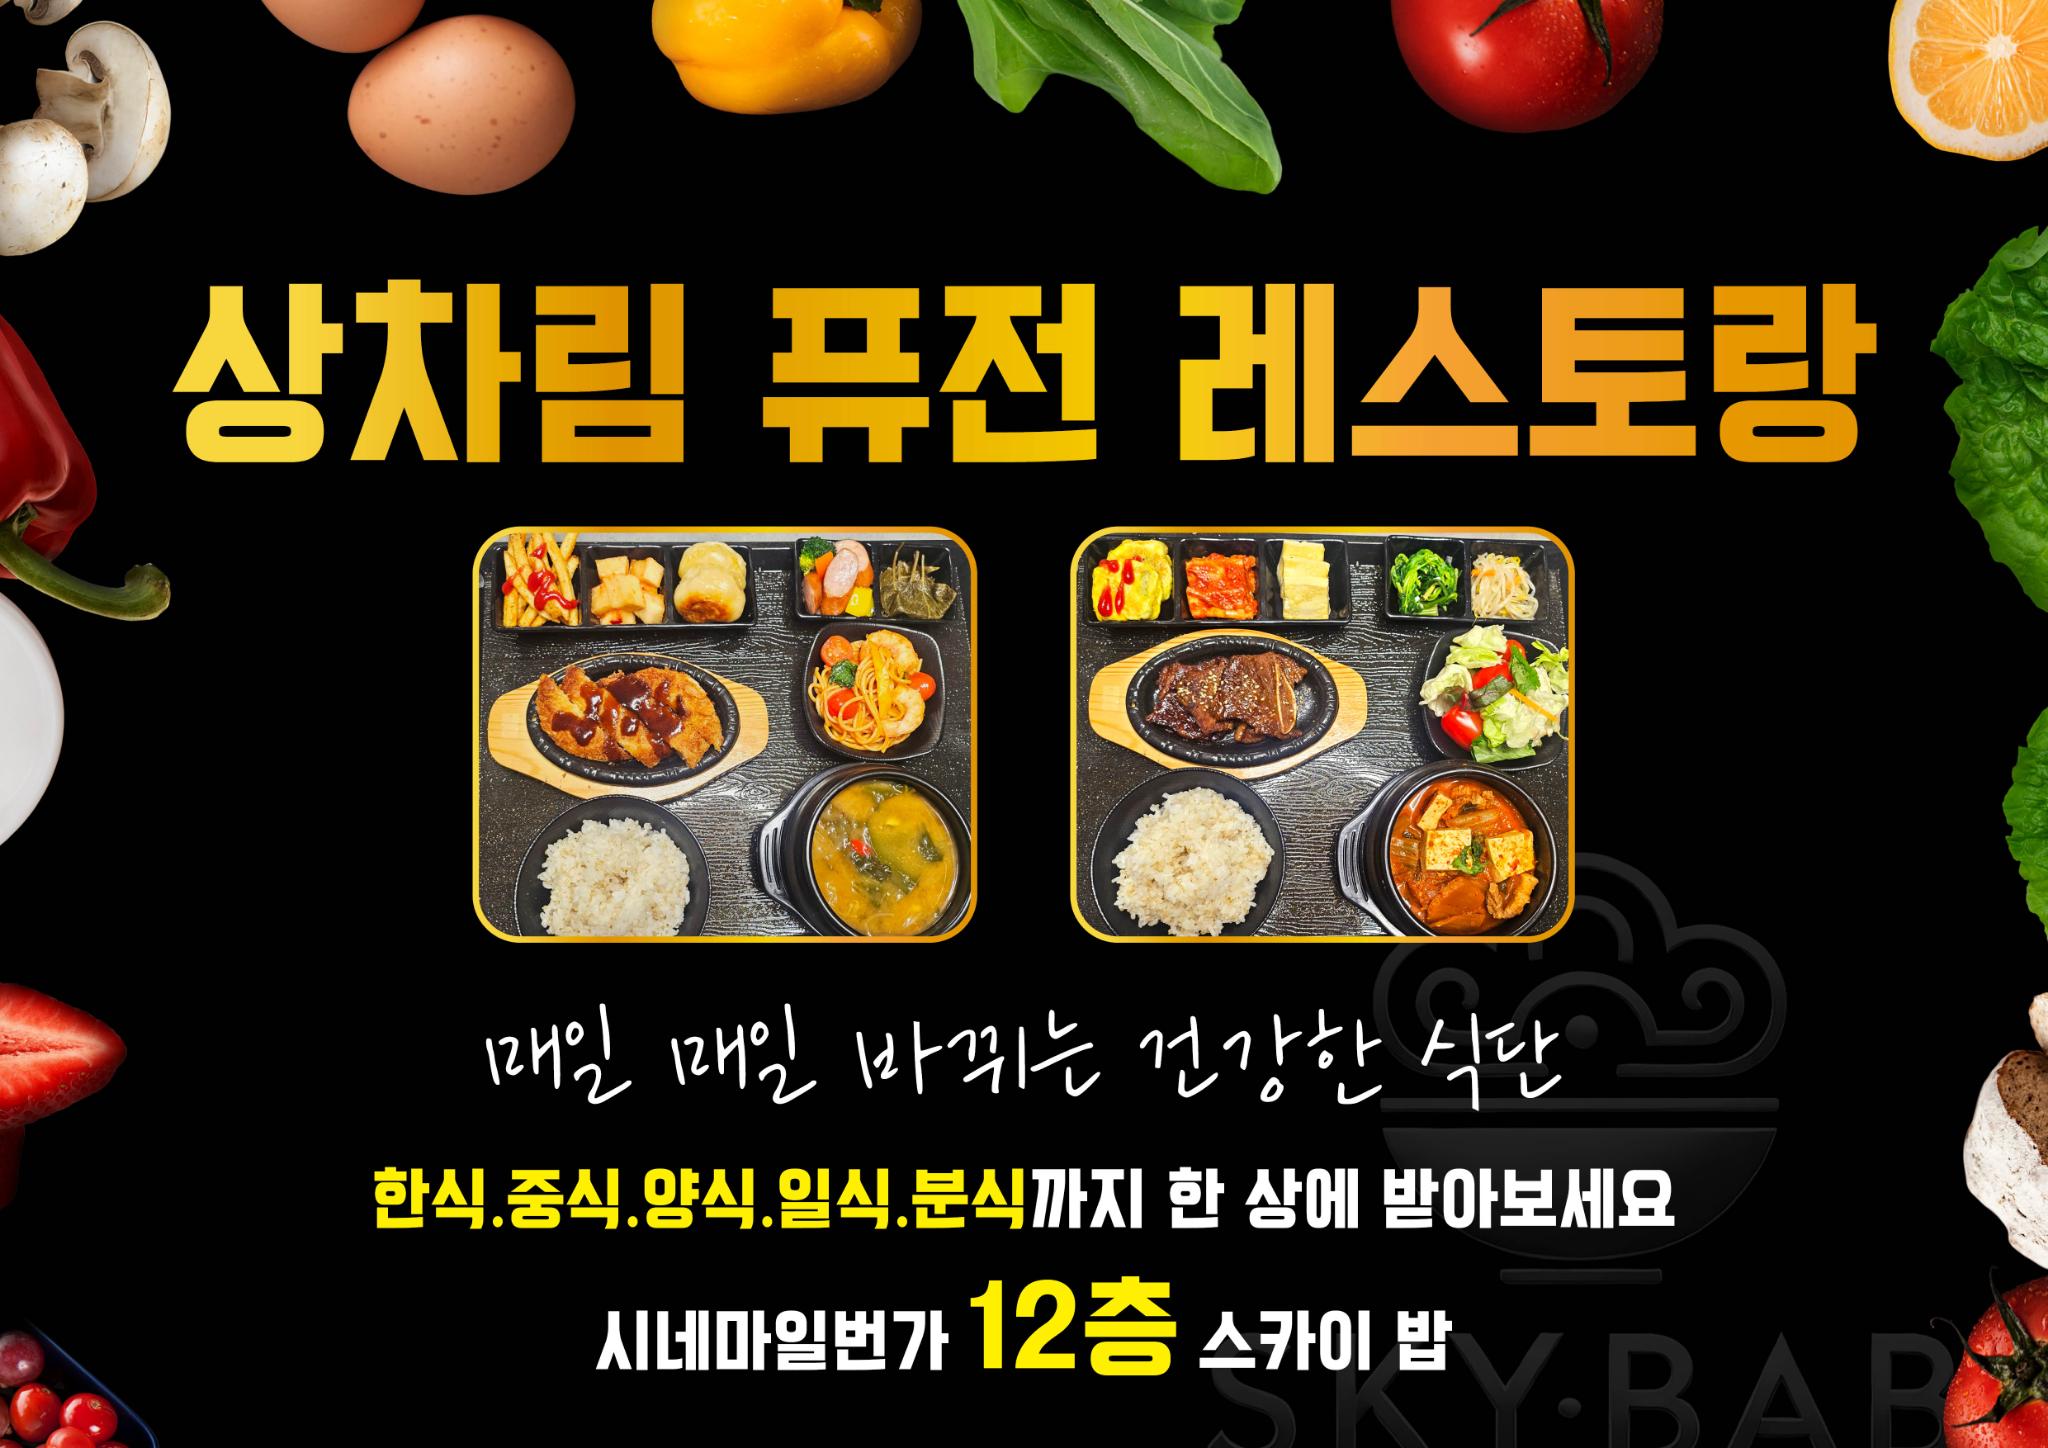 상차림 퓨전 레스토랑
매일 매일 바뀌는 건강한 식단
한식.중식.양식.일식.분식까지 한 상에 받아보세요
시네마일번가 12층 스카이 밥
SKY·BAB